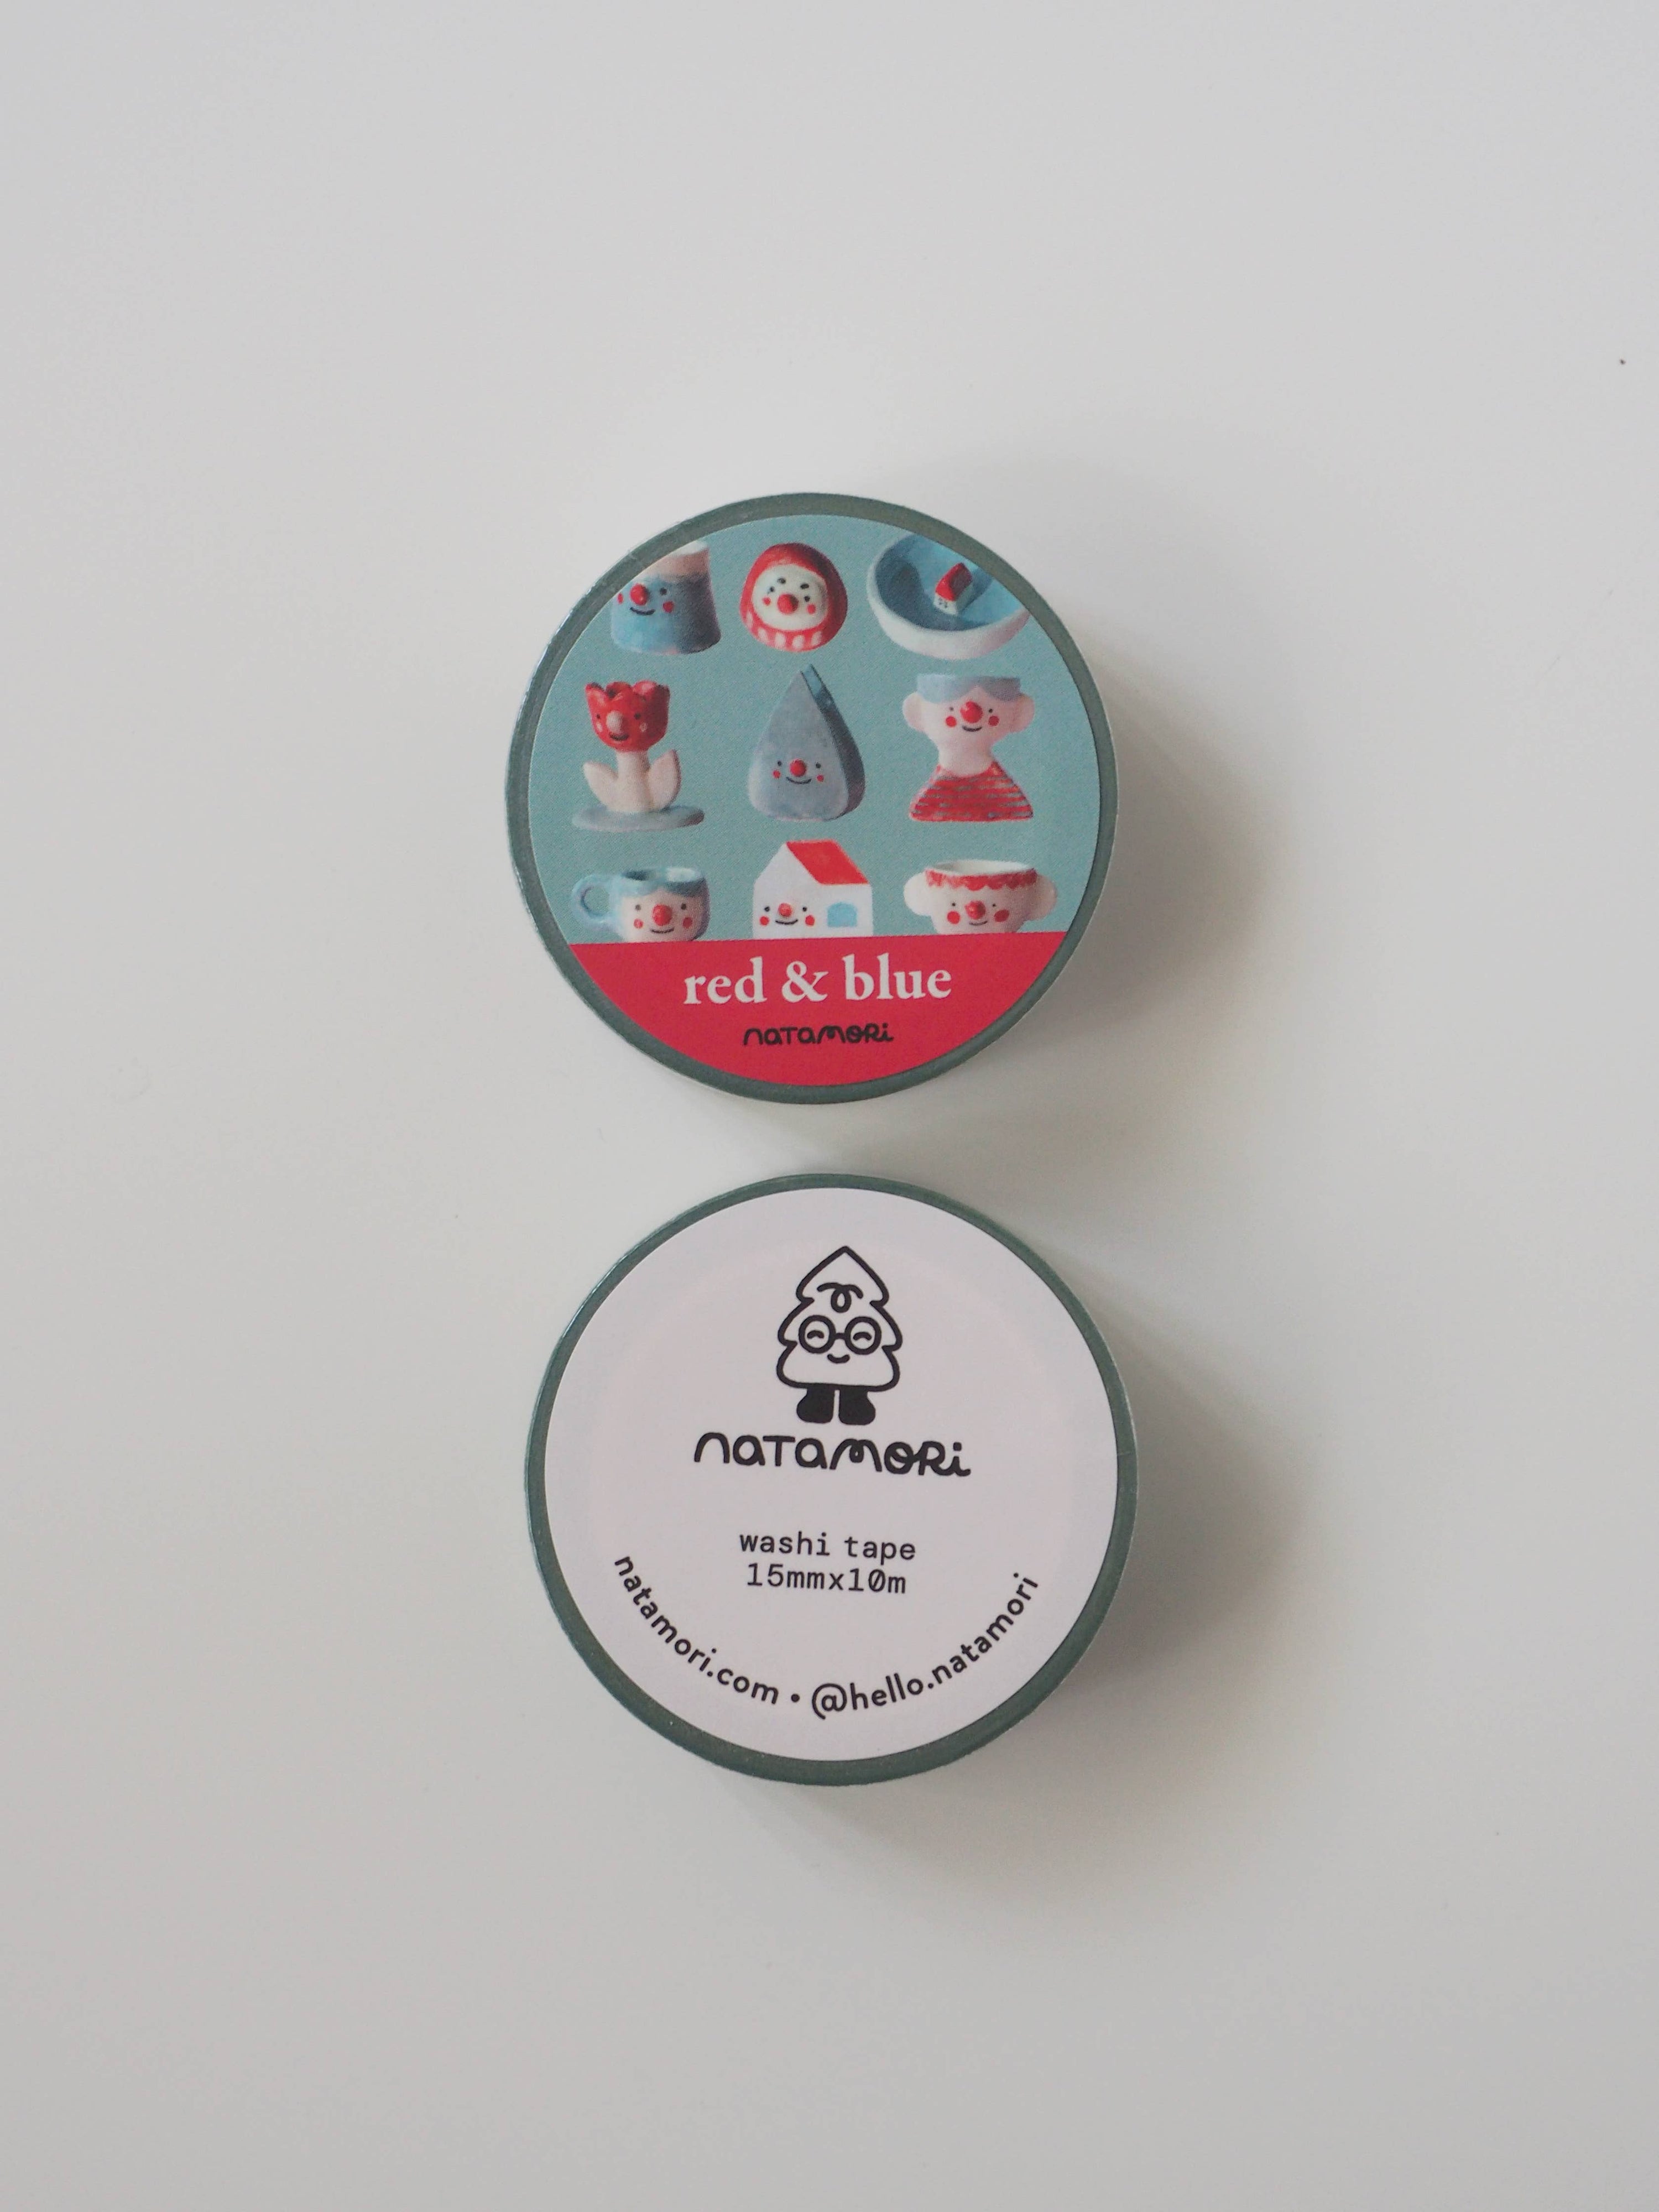 red & blue
natamori
natamori
washi tape
15mmx10m
natamori.com • @hello.natamori